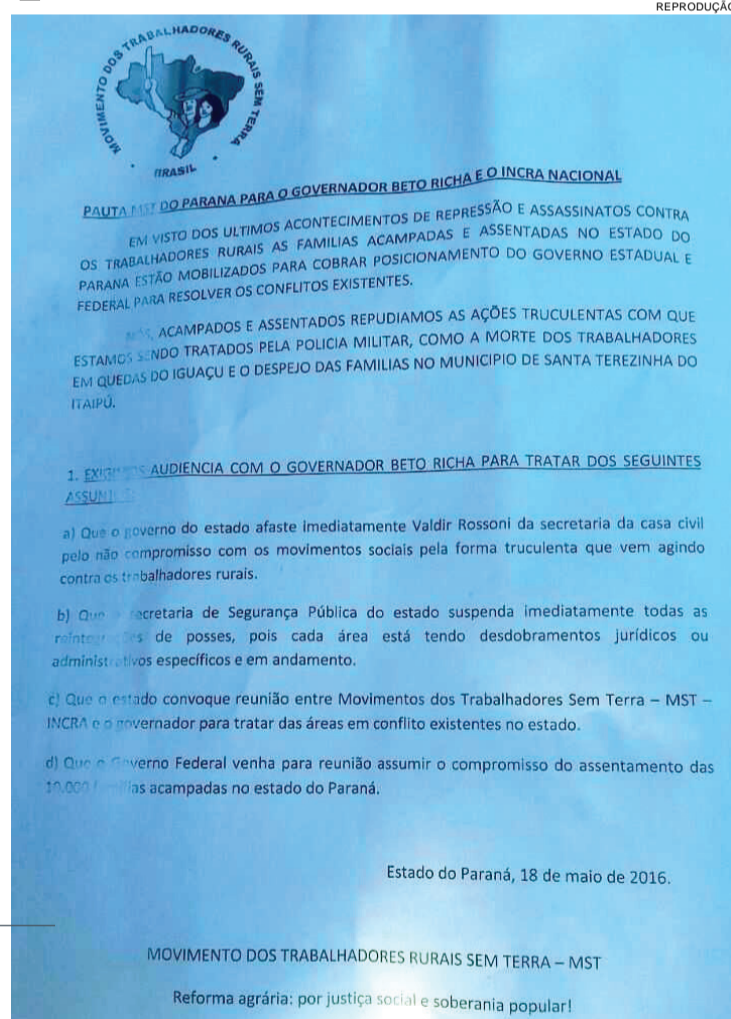 REPRODUÇÃO
MOVIMENTO DOS TRABALHADORES RURAIS SEM TERRA
BRASIL
PAUTA MST DO PARANA PARA O GOVERNADOR BETO RICHA E O INCRA NACIONAL
EM VISTO DOS ULTIMOS ACONTECIMENTOS DE REPRESSÃO E ASSASSINATOS CONTRA
OS TRABALHADORES RURAIS AS FAMILIAS ACAMPADAS E ASSENTADAS NO ESTADO DO
PARANA ESTÃO MOBILIZADOS PARA COBRAR POSICIONAMENTO DO GOVERNO ESTADUAL E
FEDERAL PARA RESOLVER OS CONFLITOS EXISTENTES.
NÓS, ACAMPADOS E ASSENTADOS REPUDIAMOS AS AÇÕES TRUCULENTAS COM QUE
ESTAMOS SENDO TRATADOS PELA POLICIA MILITAR, COMO A MORTE DOS TRABALHADORES
EM QUEDAS DO IGUAÇU E O DESPEJO DAS FAMILIAS NO MUNICIPIO DE SANTA TEREZINHA DO
ITAIPÚ.
1. EXIGIMOS AUDIENCIA COM O GOVERNADOR BETO RICHA PARA TRATAR DOS SEGUINTES
ASSUNTOS:
a) Que o governo do estado afaste imediatamente Valdir Rossoni da secretaria da casa civil
pelo não compromisso com os movimentos sociais pela forma truculenta que vem agindo
contra os trabalhadores rurais.
b) Que a secretaria de Segurança Pública do estado suspenda imediatamente todas as
reintegrações de posses, pois cada área está tendo desdobramentos jurídicos ou
administrativos específicos e em andamento.
c) Que o estado convoque reunião entre Movimentos dos Trabalhadores Sem Terra – MST –
INCRA e o governador para tratar das áreas em conflito existentes no estado.
d) Que o Governo Federal venha para reunião assumir o compromisso do assentamento das
10.000 famílias acampadas no estado do Paraná.
Estado do Paraná, 18 de maio de 2016.
MOVIMENTO DOS TRABALHADORES RURAIS SEM TERRA – MST
Reforma agrária: por justiça social e soberania popular!